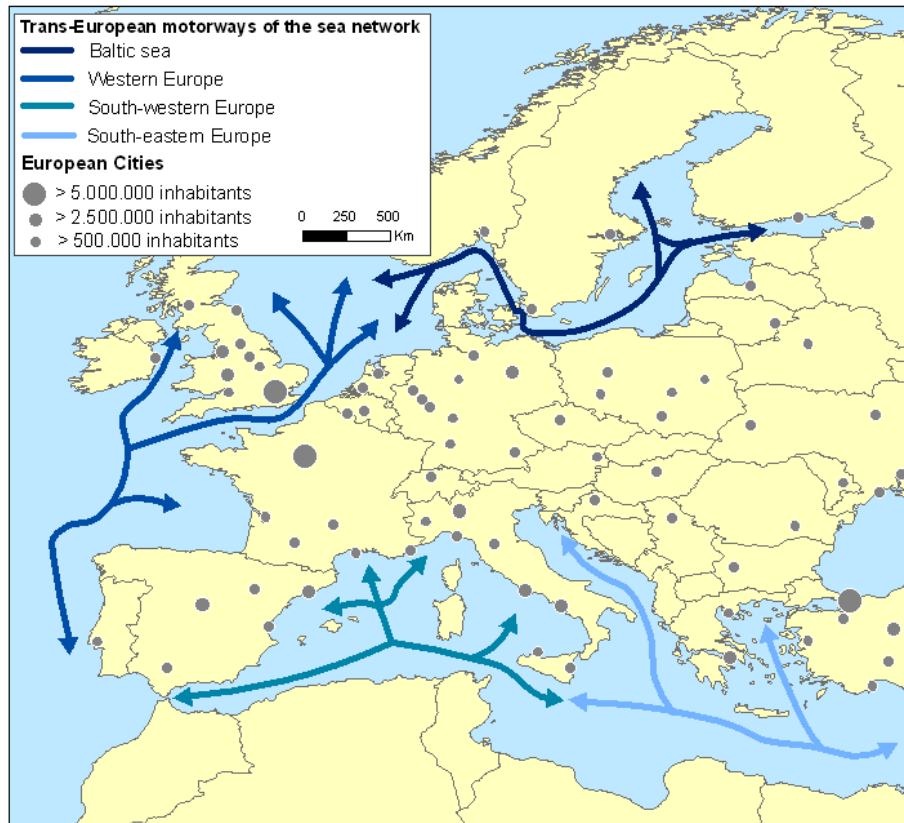 Trans-European motorways of the sea network
Baltic sea
Western Europe
South-western Europe
South-eastern Europe
European Cities
> 5.000.000 inhabitants
> 2.500.000 inhabitants
> 500.000 inhabitants
0 250 500
Km